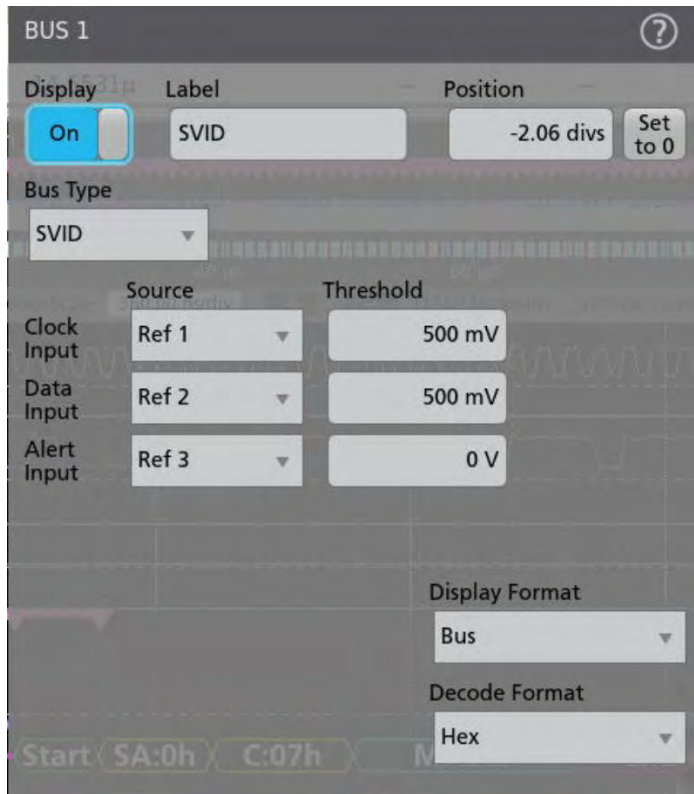 BUS 1
?
Display Label Position
On SVID -2.06 divs Set to 0
Bus Type
SVID
Source Threshold
Clock Input Ref 1 500 mV
Data Input Ref 2 500 mV
Alert Input Ref 3 0 V
Display Format
Bus
Decode Format
Hex
Start SA:0h C:07h